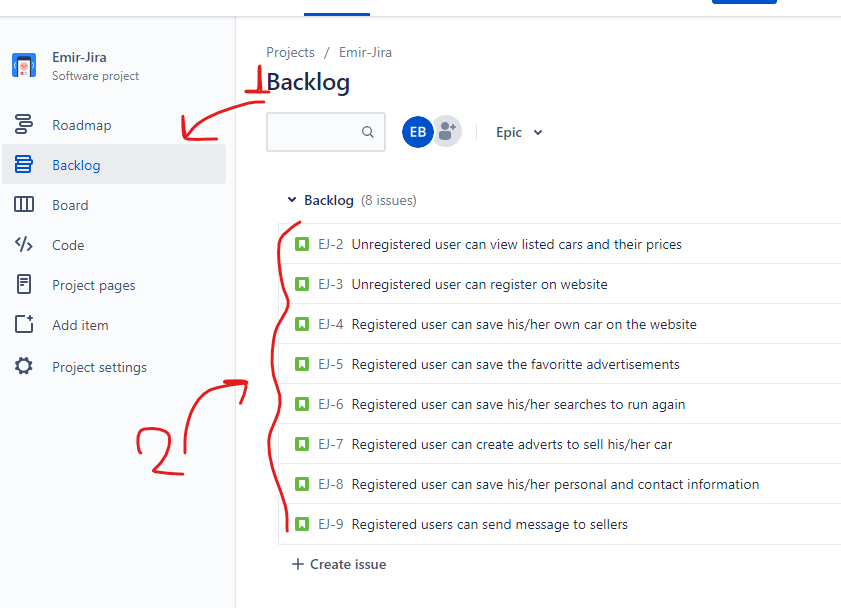 Emir-Jira
Software project
Roadmap
Backlog
Board
Code
Project pages
Add item
Project settings
Projects / Emir-Jira
1
Backlog
EB
Epic
Backlog (8 issues)
EJ-2 Unregistered user can view listed cars and their prices
EJ-3 Unregistered user can register on website
EJ-4 Registered user can save his/her own car on the website
EJ-5 Registered user can save the favoritte advertisements
EJ-6 Registered user can save his/her searches to run again
EJ-7 Registered user can create adverts to sell his/her car
EJ-8 Registered user can save his/her personal and contact information
EJ-9 Registered users can send message to sellers
2
+ Create issue